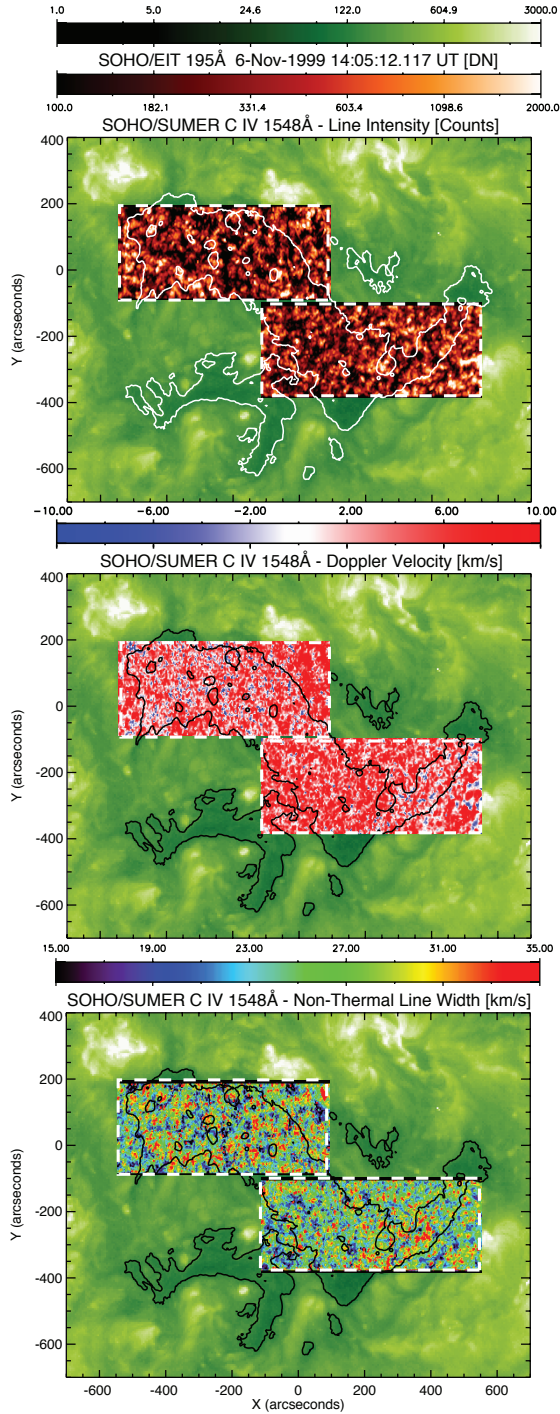 1.0 5.0 24.6 122.0 604.9 3000.0
SOHO/EIT 195Å 6-Nov-1999 14:05:12.117 UT [DN]
100.0 182.1 331.4 603.4 1098.6 2000.0
SOHO/SUMER C IV 1548Å - Line Intensity [Counts]
400
200
0
-200
-400
-600
Y (arcseconds)
-10.00 -6.00 -2.00 2.00 6.00 10.00
SOHO/SUMER C IV 1548Å - Doppler Velocity [km/s]
400
200
0
-200
-400
-600
Y (arcseconds)
15.00 19.00 23.00 27.00 31.00 35.00
SOHO/SUMER C IV 1548Å - Non-Thermal Line Width [km/s]
400
200
0
-200
-400
-600
Y (arcseconds)
-600 -400 -200 0 200 400 600
X (arcseconds)